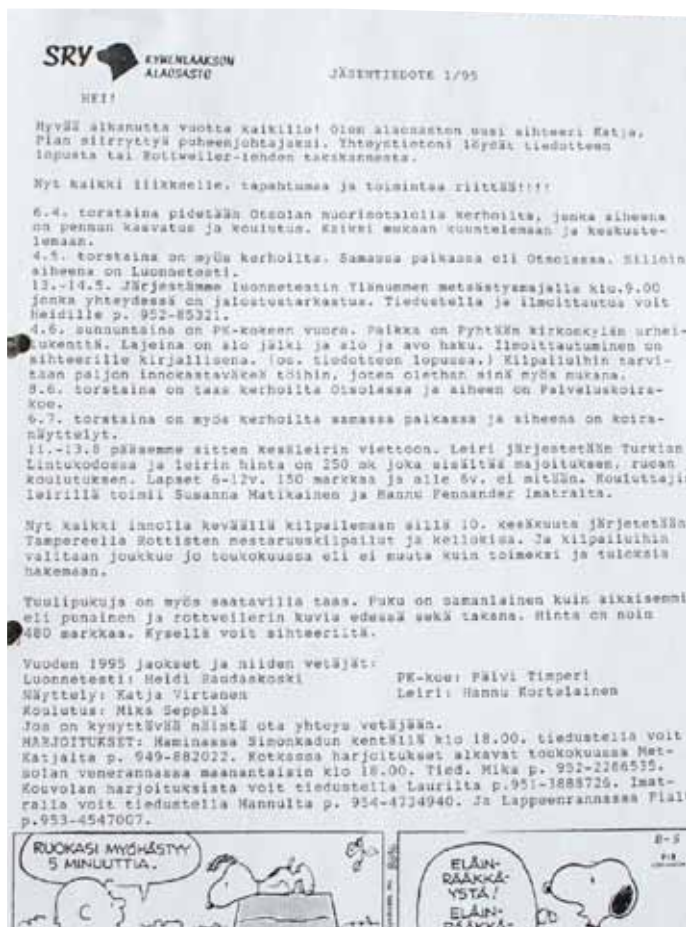 SRY KYMENLAAKSON
ALAOSASTO
JÄSENTIEDOTE 1/95
HEI!
Hyvää alkanutta vuotta kaikille! Olen alaosaston uusi sihteeri Katja,
Pian siirryttyä puheenjohtajaksi. Yhteystietoni löydät tiedotteen
lopusta tai Rottweiler-lehden takakannesta.
Nyt kaikki liikkeelle, tapahtumaa ja toimintaa riittää!!!!
6.4. torstaina pidetään Otsolan nuorisotalolla kerhoilta, jonka aiheena
on pennun kasvatus ja koulutus. Kaikki mukaan kuuntelemaan ja keskuste-
lemaan.
4.5. torstaina on myös kerhoilta. Samassa paikassa eli Otsolassa. Silloin
aiheena on Luonnetesti.
13.-14.5. Järjestämme luonnetestin Ylänummen metsästysmajalla klo.9.00
jonka yhteydessä on jalostustarkastus. Tiedustella ja ilmoittautua voit
Heidille p. 952-85321.
4.6. sunnuntaina on PK-kokeen vuoro. Paikka on Pyhtään kirkonkylän urhei-
lukenttä. Lajeina on alo jälki ja alo ja avo haku. Ilmoittautuminen on
sihteerille kirjallisena. (os. tiedotteen lopussa.) Kilpailuihin tarvi-
taan paljon innokasta väkeä töihin, joten olethan sinä myös mukana.
8.6. torstaina on taas kerhoilta Otsolassa ja aiheen on Palveluskoira-
koe.
6.7. torstaina on myös kerhoilta samassa paikassa ja aiheena on koira-
näyttelyt.
11.-13.8 pääsemme sitten kesäleirin viettoon. Leiri järjestetään Turkian
Lintukodossa ja leirin hinta on 250 mk joka sisältää majoituksen, ruoan
koulutuksen. Lapset 6-12v. 150 markkaa ja alle 6v. ei mitään. Kouluttajin
leirillä toimii Susanna Matikainen ja Hannu Pennander Imatralta.
Nyt kaikki innolla keväällä kilpailemaan sillä 10. kesäkuuta järjetetään
Tampereella Rottisten mestaruuskilpailut ja kellokisa. Ja kilpailuihin
valitaan joukkue jo toukokuussa eli ei muuta kuin toimeksi ja tuloksia
hakemaan.
Tuulipukuja on myös saatavilla taas. Puku on samanlainen kuin aikkisemmi
eli punainen ja rottweilerin kuvia edessä sekä takana. Hinta on noin
480 markkaa. Kysellä voit sihteeriltä.
Vuoden 1995 jaokset ja niiden vetäjät:
Luonnetesti: Heidi Raudaskoski PK-koe: Päivi Timperi
Näyttely: Katja Virtanen Leiri: Hannu Kortelainen
Koulutus: Mika Seppälä
Jos on kysyttävää näistä ota yhteys vetäjään.
HARJOITUKSET: Haminassa Simonkadun kentällä klo 18.00. tiedustella voit
Katjalta p. 949-882022. Kotkassa harjoitukset alkavat toukokuussa Met-
solan venerannassa maanantaisin klo 18.00. Tied. Mika p. 952-2286535.
Kouvolan harjoituksista voit tiedustella Laurilta p.951-3888726. Imat-
ralla voit tiedustella Hannulta p. 954-4734940. Ja Lappeenrannassa Pialt
p.953-4547007.
RUOKASI MYÖHÄSTYY
5 MINUUTTIA.
ELÄIN-
RÄÄKKÄ-
YSTÄ!
ELÄIN-
RÄÄKKÄ-
8-5